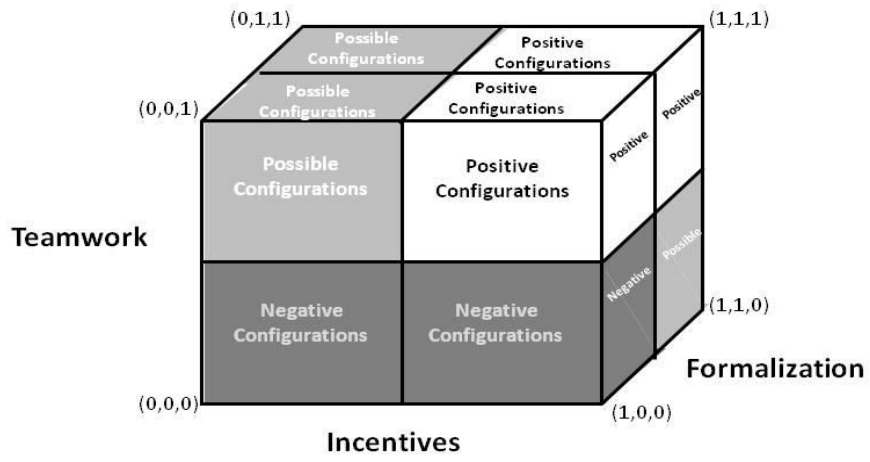 (0,1,1)
(1,1,1)
Possible
Configurations
Positive
Configurations
Possible
Configurations
Positive
Configurations
(0,0,1)
Possible
Configurations
Positive
Configurations
Positive
Positive
Teamwork
Negative
Configurations
Negative
Configurations
Negative
Possible
(1,1,0)
Formalization
(0,0,0)
(1,0,0)
Incentives